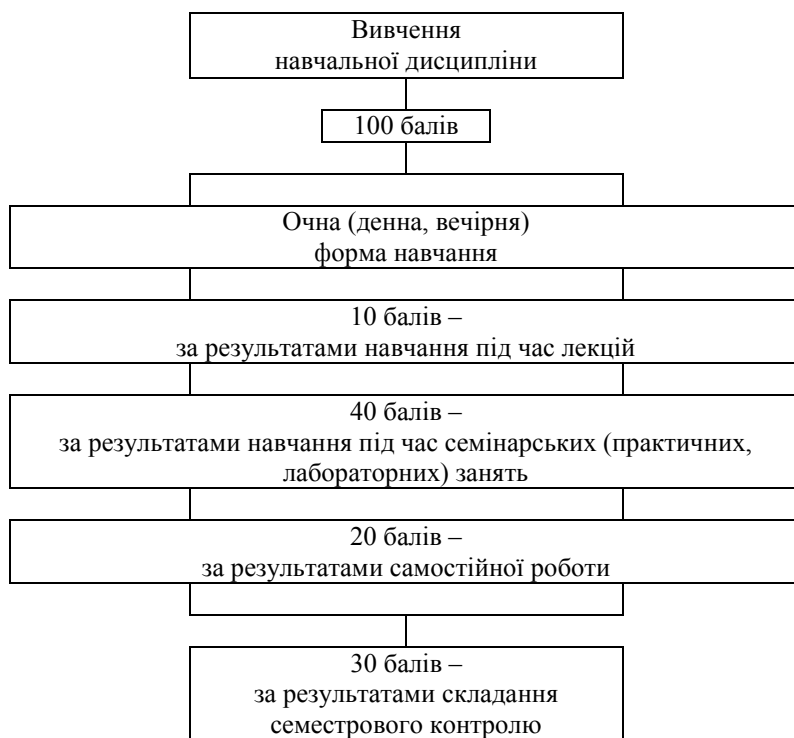 Вивчення
навчальної дисципліни
100 балів
Очна (денна, вечірня)
форма навчання
10 балів –
за результатами навчання під час лекцій
40 балів –
за результатами навчання під час семінарських (практичних,
лабораторних) занять
20 балів –
за результатами самостійної роботи
30 балів –
за результатами складання
семестрового контролю